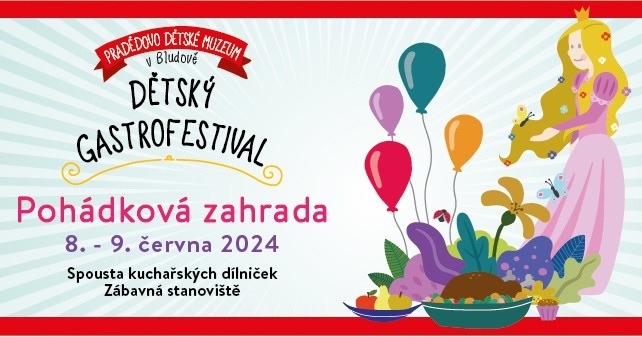 PRADĚDOVO DĚTSKÉ MUZEUM
v Bludově
DĚTSKÝ
GASTROFESTIVAL
Pohádková zahrada
8. - 9. června 2024
Spousta kuchařských dílniček
Zábavná stanoviště